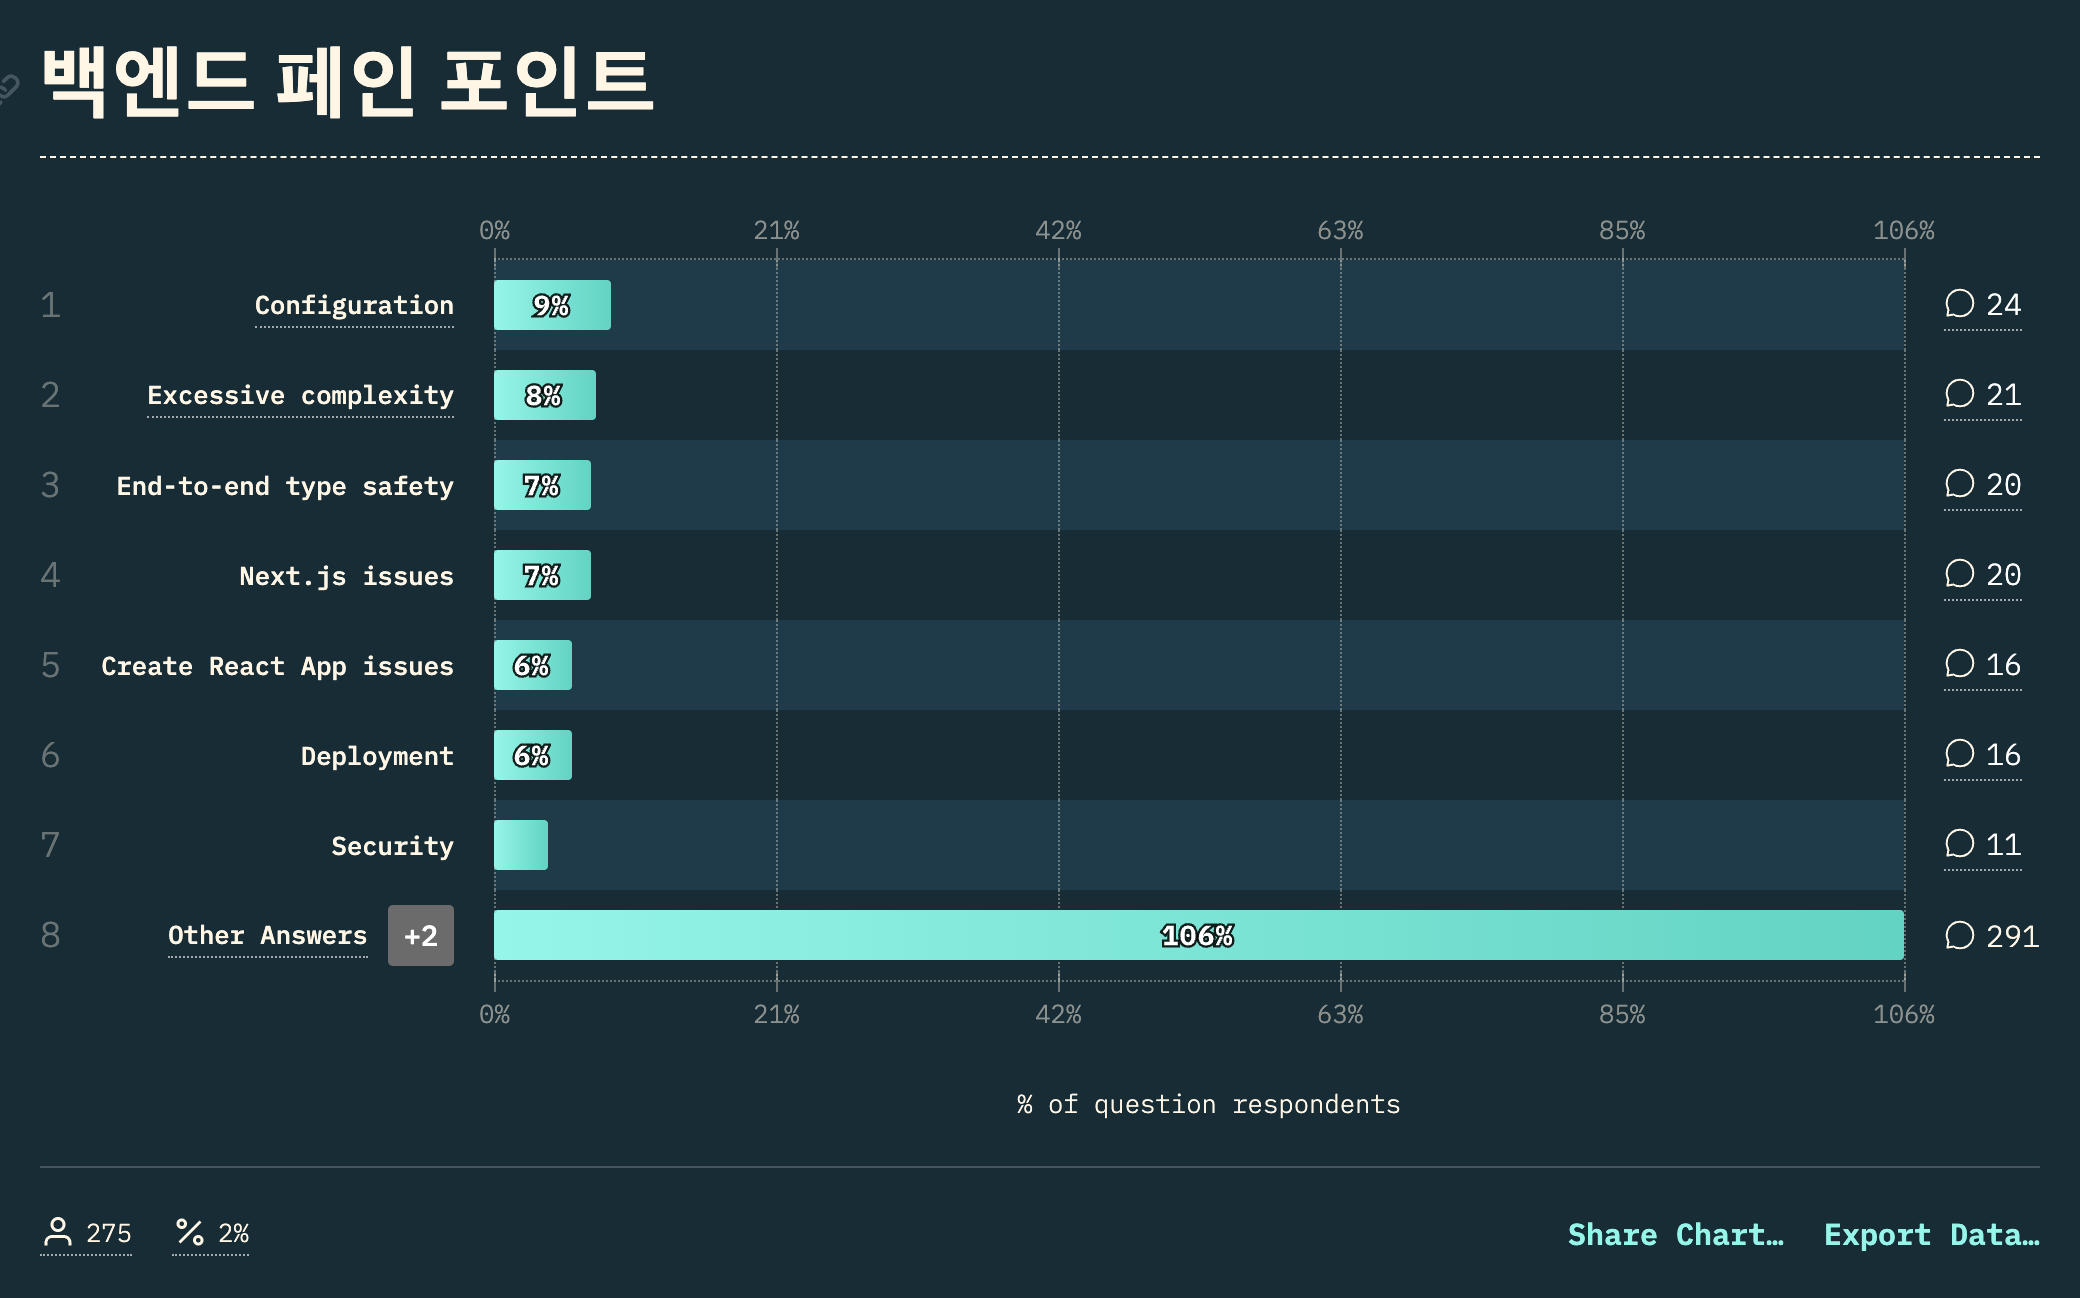 백엔드 페인 포인트
0% 21% 42% 63% 85% 106%
1 Configuration 9% 24
2 Excessive complexity 8% 21
3 End-to-end type safety 7% 20
4 Next.js issues 7% 20
5 Create React App issues 6% 16
6 Deployment 6% 16
7 Security 11
8 Other Answers +2 106% 291
0% 21% 42% 63% 85% 106%
% of question respondents
275 2% Share Chart… Export Data…